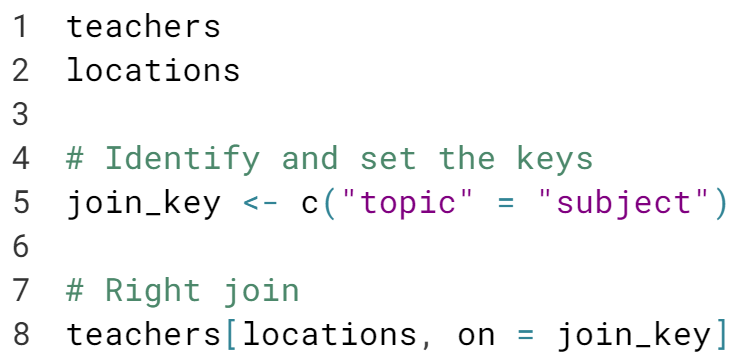 1 teachers
2 locations
3
4 # Identify and set the keys
5 join_key <- c("topic" = "subject")
6
7 # Right join
8 teachers[locations, on = join_key]